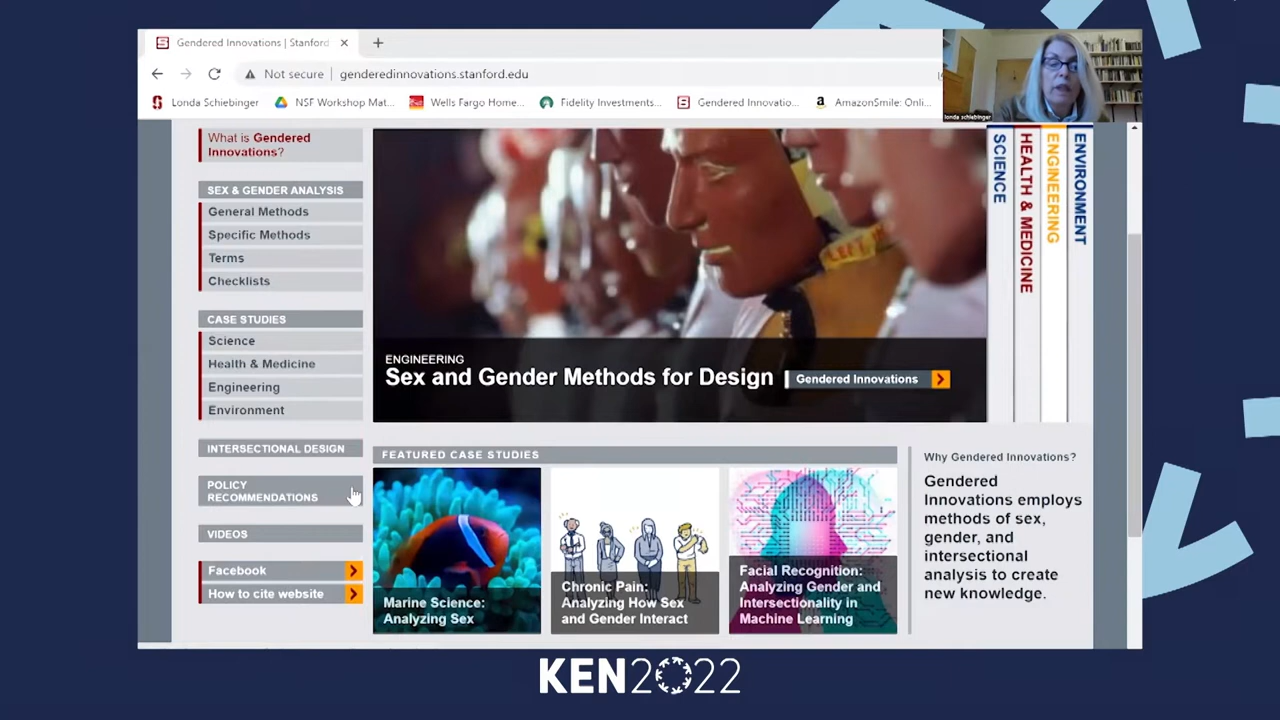 Gendered Innovations | Stanford
Not secure
genderedinnovations.stanford.edu
Londa Schiebinger
NSF Workshop Mat...
Wells Fargo Home...
Fidelity Investments...
Gendered Innovatio...
AmazonSmile: Onli...
londa schiebinger
What is Gendered
Innovations?
SEX & GENDER ANALYSIS
General Methods
Specific Methods
Terms
Checklists
CASE STUDIES
Science
Health & Medicine
Engineering
Environment
INTERSECTIONAL DESIGN
POLICY
RECOMMENDATIONS
VIDEOS
Facebook
How to cite website
ENGINEERING
Sex and Gender Methods for Design
Gendered Innovations
SCIENCE
HEALTH & MEDICINE
ENGINEERING
ENVIRONMENT
FEATURED CASE STUDIES
Marine Science:
Analyzing Sex
Chronic Pain:
Analyzing How Sex
and Gender Interact
Facial Recognition:
Analyzing Gender and
Intersectionality in
Machine Learning
Why Gendered Innovations?
Gendered
Innovations employs
methods of sex,
gender, and
intersectional
analysis to create
new knowledge.
KEN2022